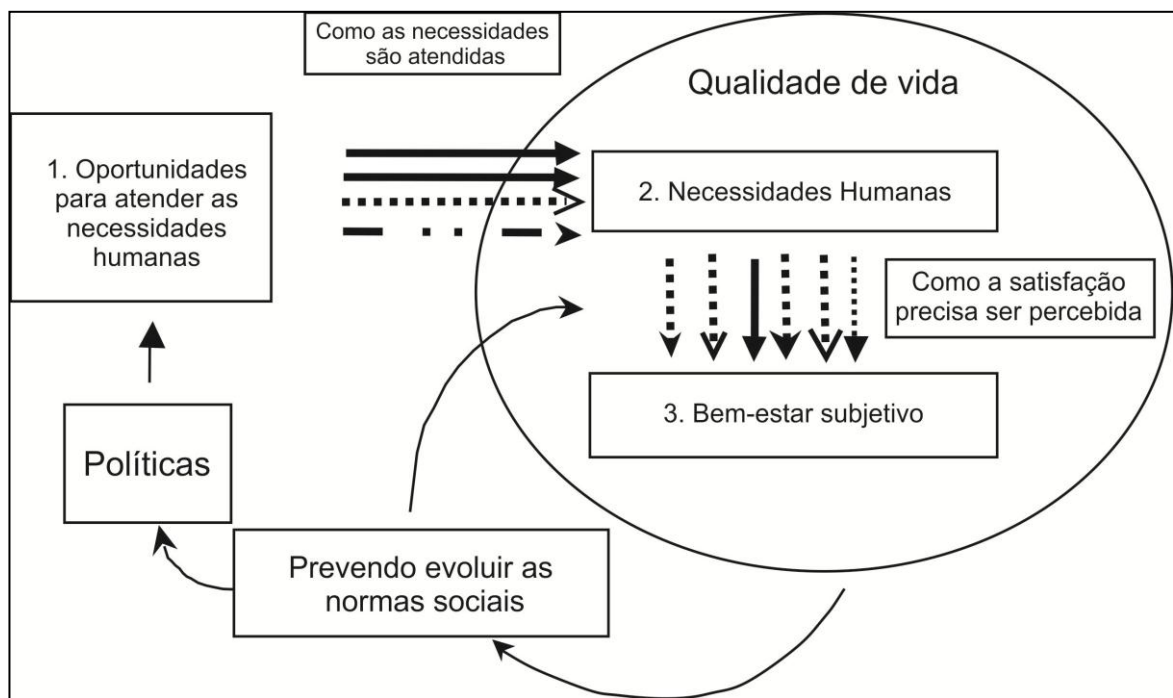 Como as necessidades
são atendidas
Qualidade de vida
1. Oportunidades
para atender as
necessidades
humanas
2. Necessidades Humanas
Como a satisfação
precisa ser percebida
3. Bem-estar subjetivo
Políticas
Prevendo evoluir as
normas sociais